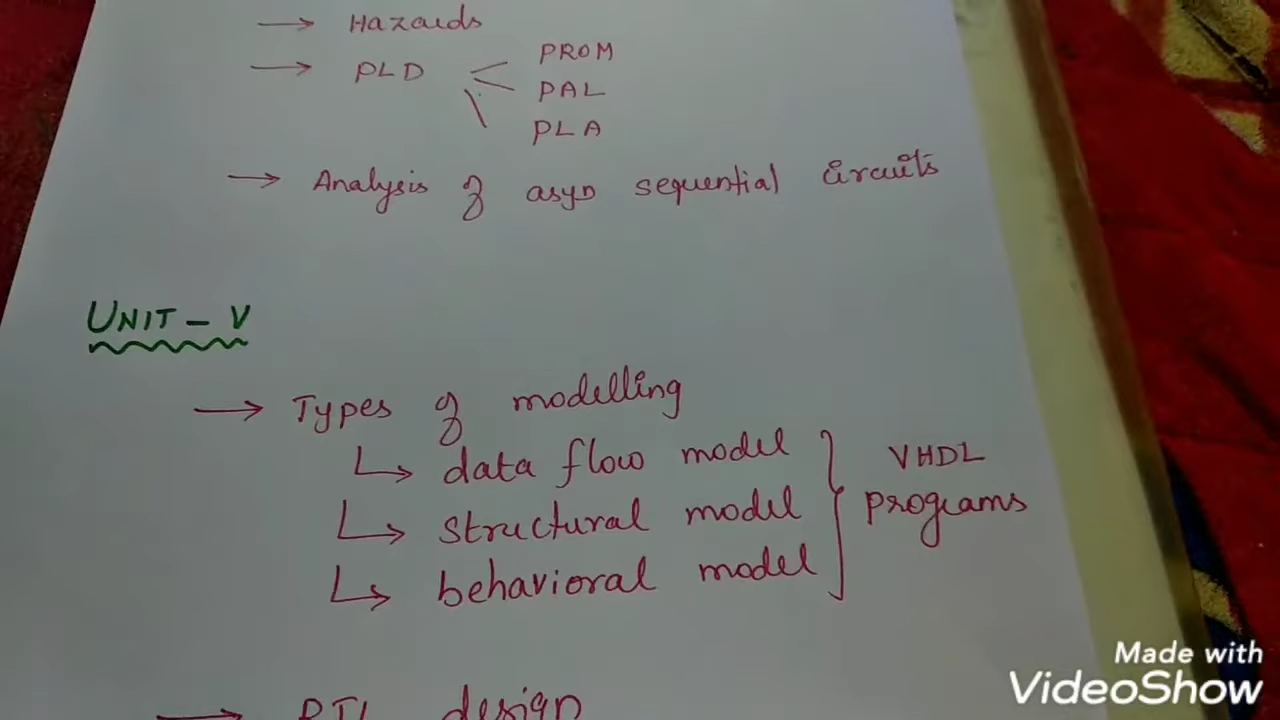 → Hazards
→ PLD PROM
PAL
PLA
→ Analysis of asyn sequential circuits
UNIT - V
→ Types of modelling
↳ data flow model
↳ structural model
↳ behavioral model
VHDL
programs
→ RTL design
Made with
VideoShow